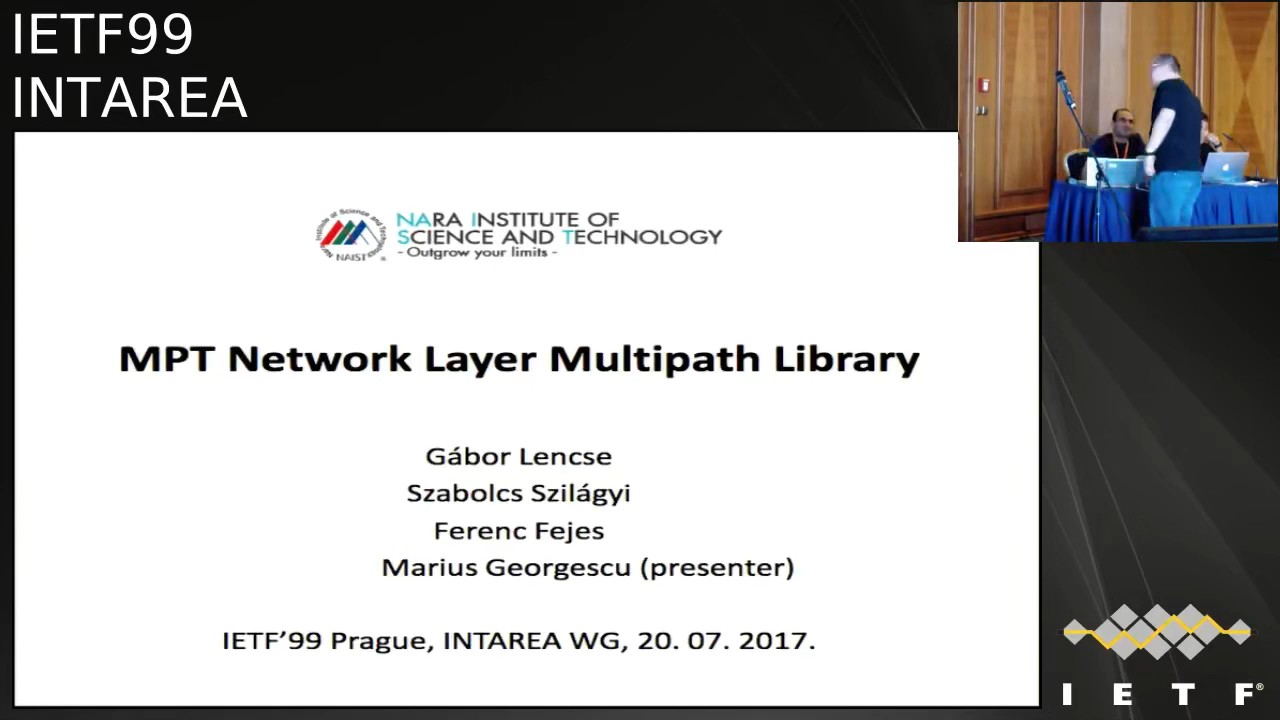 IETF99
INTAREA
NARA INSTITUTE OF
SCIENCE AND TECHNOLOGY
- Outgrow your limits -
NAIST
MPT Network Layer Multipath Library
Gábor Lencse
Szabolcs Szilágyi
Ferenc Fejes
Marius Georgescu (presenter)
IETF’99 Prague, INTAREA WG, 20. 07. 2017.
I E T F®